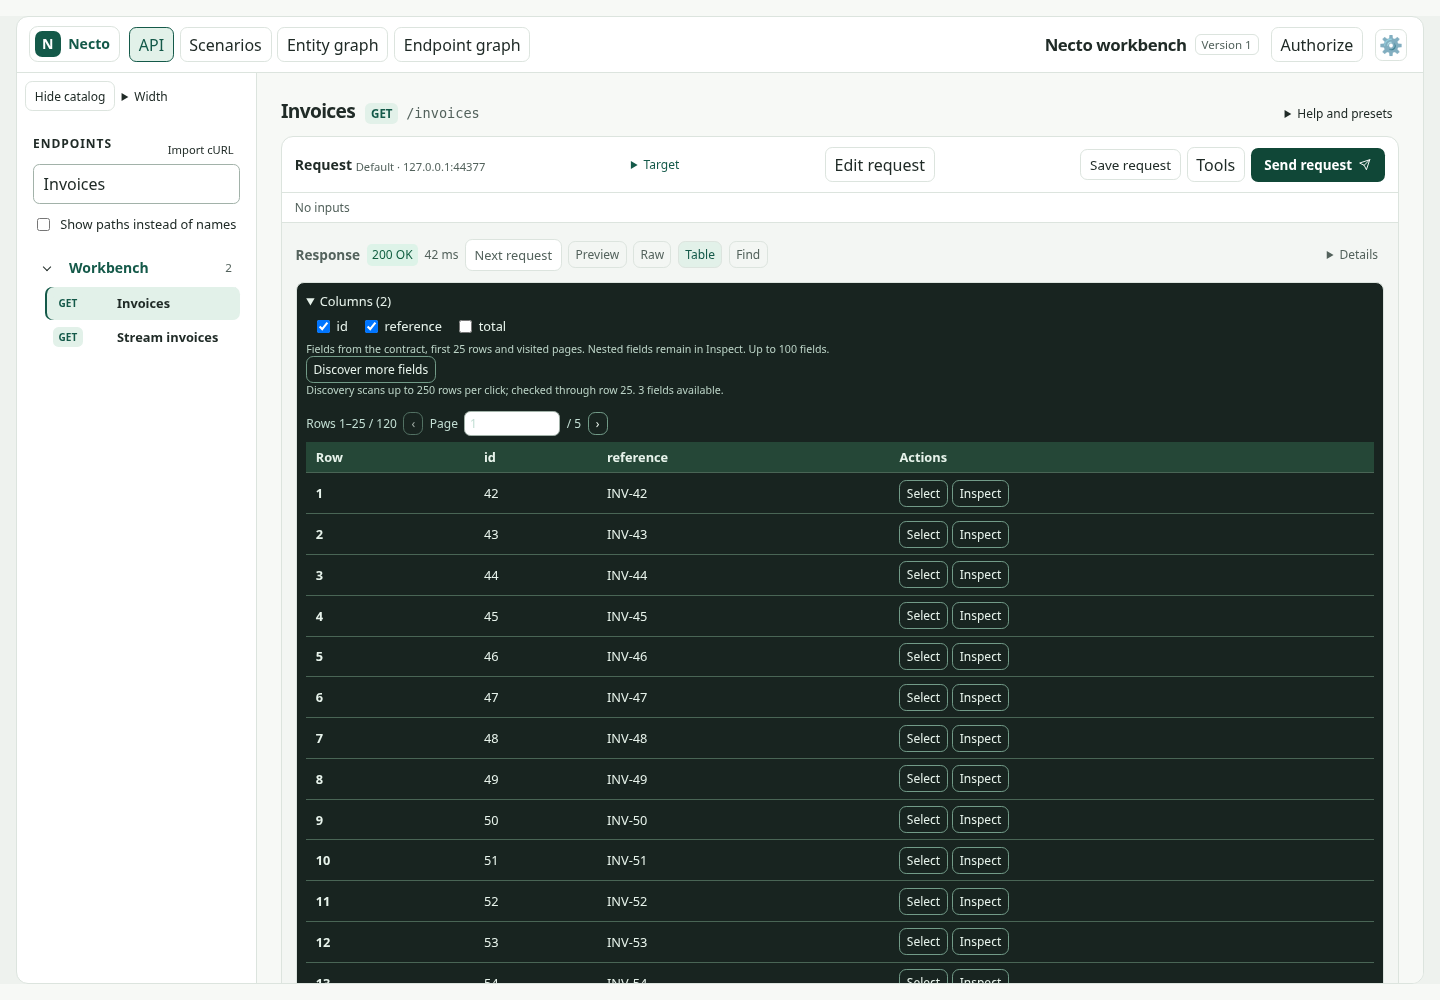 N Necto API Scenarios Entity graph Endpoint graph Necto workbench Version 1 Authorize
Hide catalog Width
ENDPOINTS Import cURL
Invoices
Show paths instead of names
Workbench 2
GET Invoices
GET Stream invoices
Invoices GET /invoices Help and presets
Request Default · 127.0.0.1:44377 Target Edit request Save request Tools Send request
No inputs
Response 200 OK 42 ms Next request Preview Raw Table Find Details
Columns (2)
id reference total
Fields from the contract, first 25 rows and visited pages. Nested fields remain in Inspect. Up to 100 fields.
Discover more fields
Discovery scans up to 250 rows per click; checked through row 25. 3 fields available.
Rows 1–25 / 120 ‹ Page 1 / 5 ›
Row id reference Actions
1 42 INV-42 Select Inspect
2 43 INV-43 Select Inspect
3 44 INV-44 Select Inspect
4 45 INV-45 Select Inspect
5 46 INV-46 Select Inspect
6 47 INV-47 Select Inspect
7 48 INV-48 Select Inspect
8 49 INV-49 Select Inspect
9 50 INV-50 Select Inspect
10 51 INV-51 Select Inspect
11 52 INV-52 Select Inspect
12 53 INV-53 Select Inspect
13 54 INV-54 Select Inspect